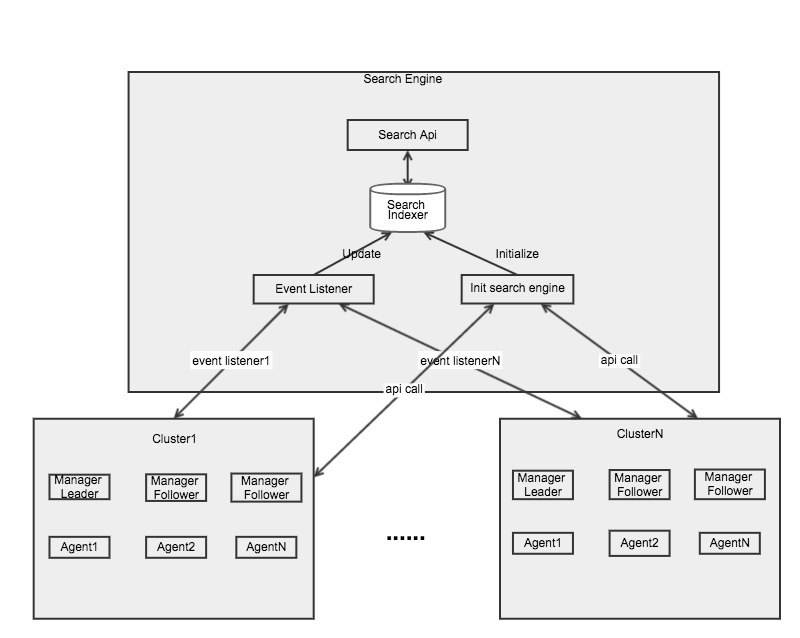 Search Engine
Search Api
Search
Indexer
Update
Initialize
Event Listener
Init search engine
event listener1
event listenerN
api call
api call
Cluster1
ClusterN
Manager
Leader
Manager
Follower
Manager
Follower
Manager
Leader
Manager
Follower
Manager
Follower
Agent1
Agent2
AgentN
......
Agent1
Agent2
AgentN